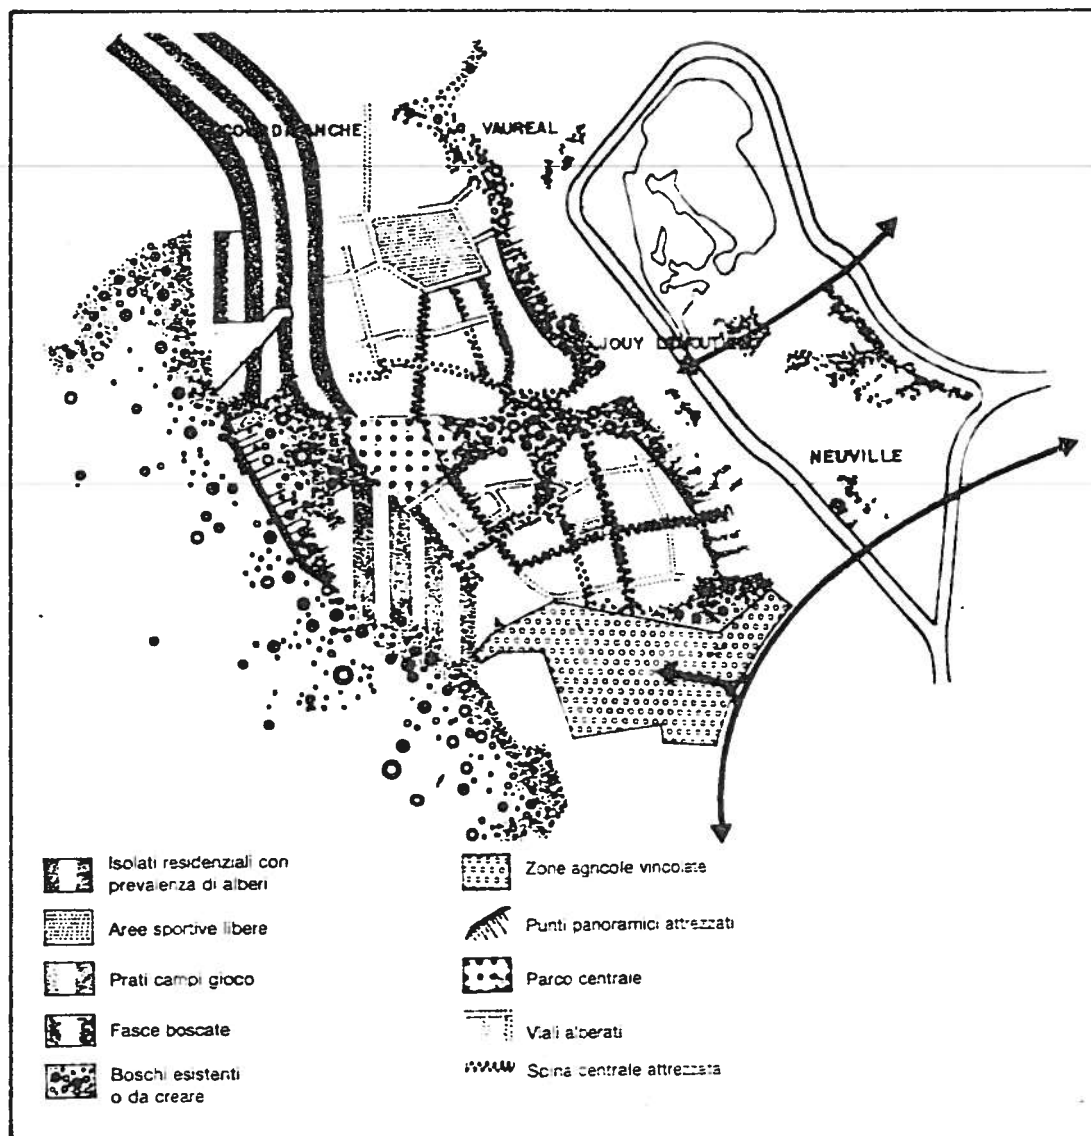 VAUREAL
NEUVILLE
Isolati residenziali con
prevalenza di alberi
Aree sportive libere
Prati campi gioco
Fasce boscate
Boschi esistenti
o da creare
Zone agricole vincolate
Punti panoramici attrezzati
Parco centrale
Viali alberati
Spina centrale attrezzata